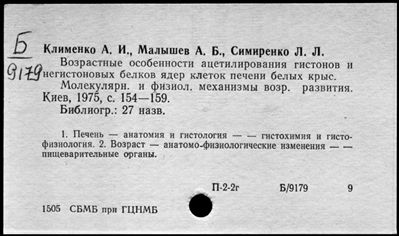 Б
9179
Клименко А. И., Малышев А. Б., Симиренко Л. Л.
Возрастные особенности ацетилирования гистонов и
негистоновых белков ядер клеток печени белых крыс.
Молекулярн. и физиол. механизмы возр. развития.
Киев, 1975, с. 154—159.
Библиогр.: 27 назв.
1. Печень — анатомия и гистология — — гистохимия и гисто-
физиология. 2. Возраст — анатомо-физиологические изменения — —
пищеварительные органы.
П-2-2г Б/9179 9
1505 СБМБ при ГЦНМБ